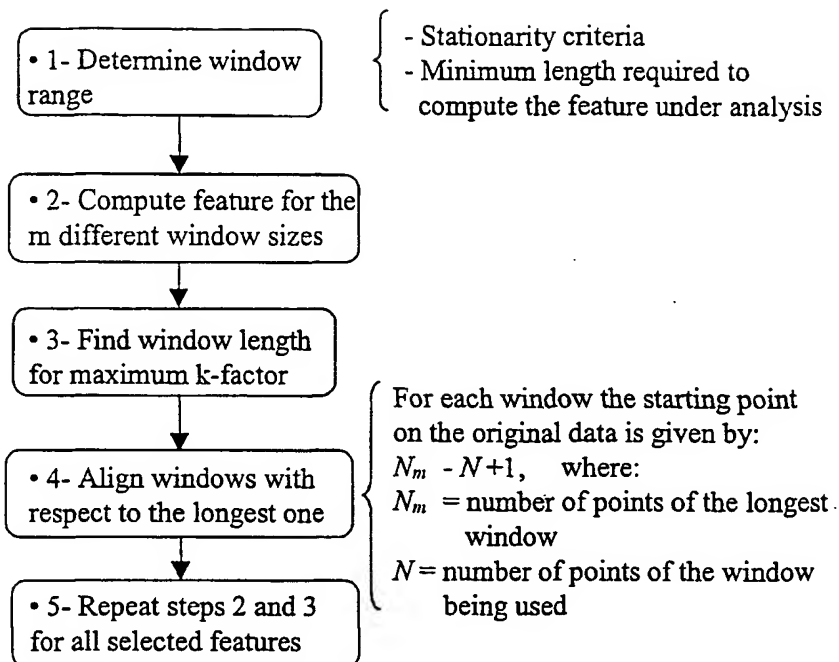 • 1- Determine window
range
- Stationarity criteria
- Minimum length required to
compute the feature under analysis
• 2- Compute feature for the
m different window sizes
• 3- Find window length
for maximum k-factor
• 4- Align windows with
respect to the longest one
For each window the starting point
on the original data is given by:
Nm - N+1, where:
Nm = number of points of the longest
window
N = number of points of the window
being used
• 5- Repeat steps 2 and 3
for all selected features